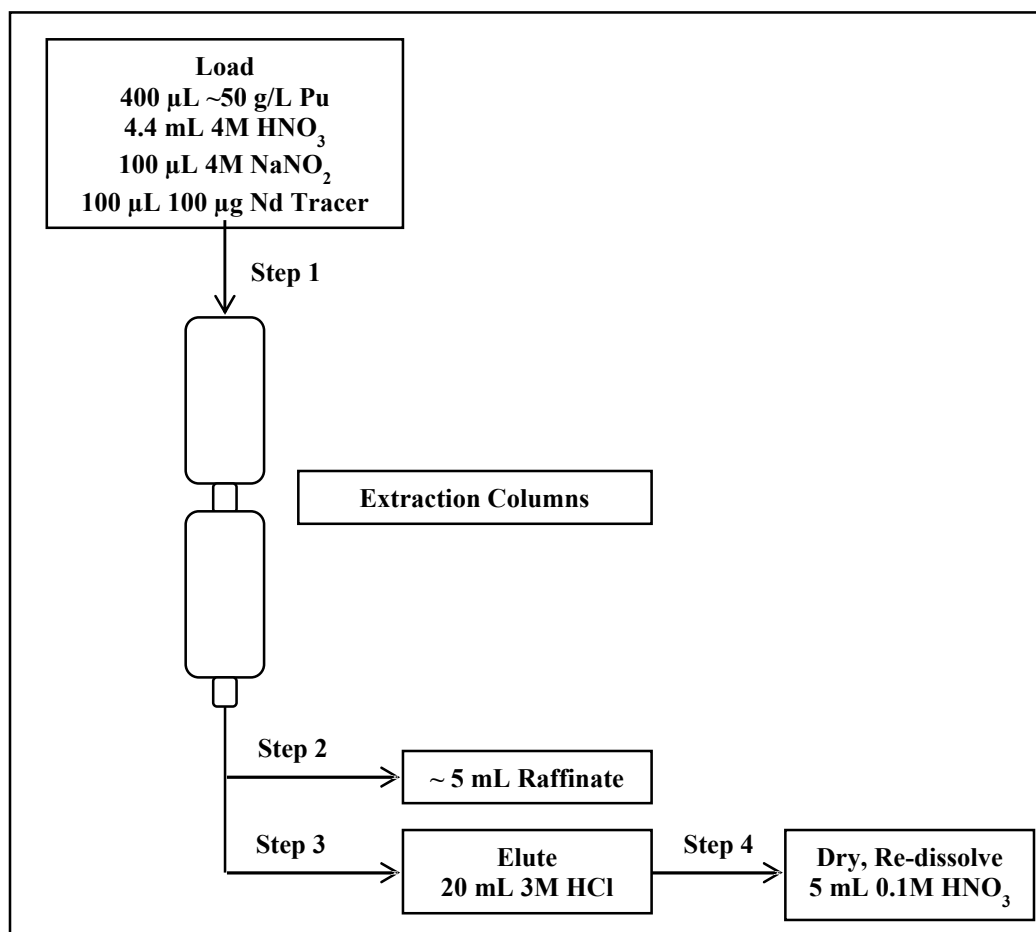 Load
400 µL ~50 g/L Pu
4.4 mL 4M HNO₃
100 µL 4M NaNO₂
100 µL 100 µg Nd Tracer
Step 1
Extraction Columns
Step 2
~ 5 mL Raffinate
Step 3
Elute
20 mL 3M HCl
Step 4
Dry, Re-dissolve
5 mL 0.1M HNO₃